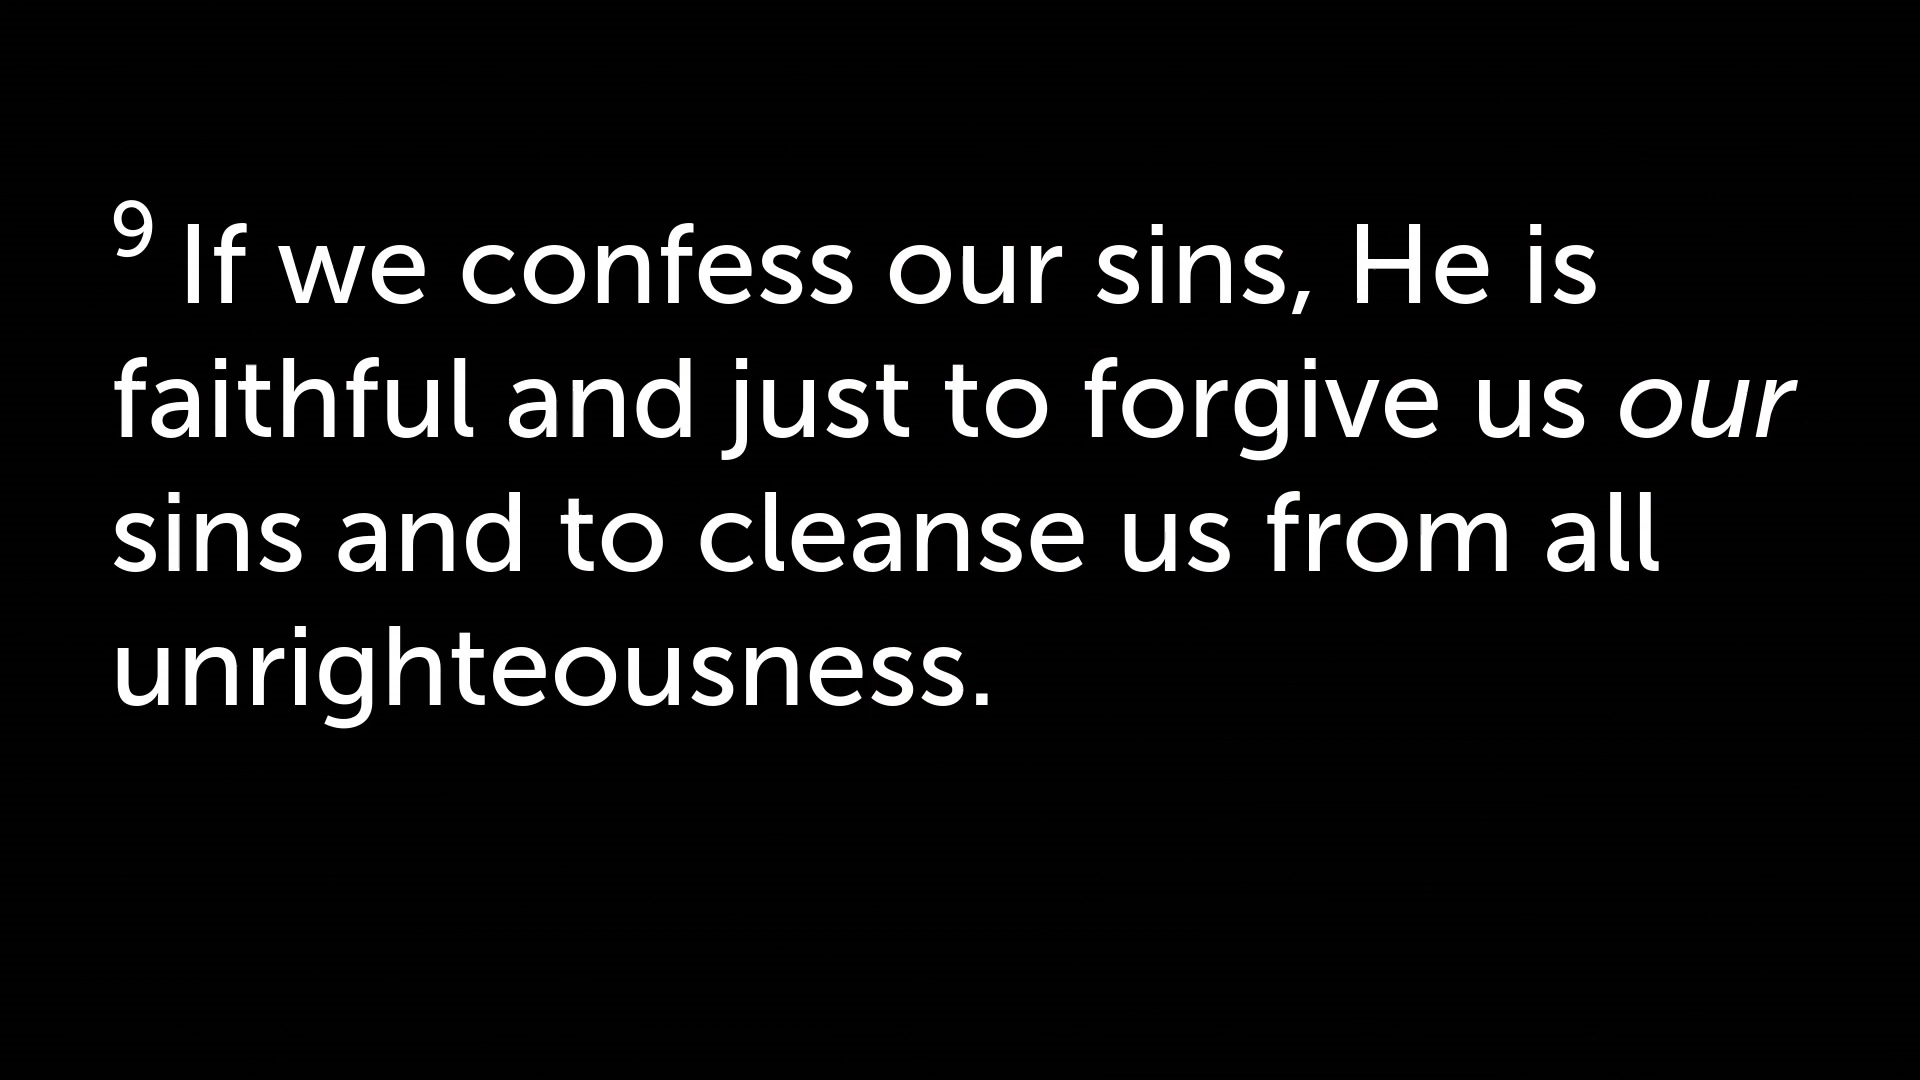 9 If we confess our sins, He is
faithful and just to forgive us our
sins and to cleanse us from all
unrighteousness.